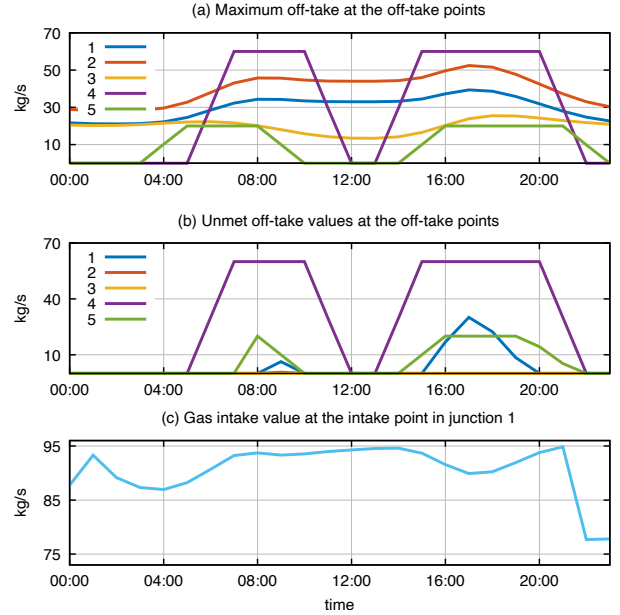 (a) Maximum off-take at the off-take points
70
50
30
10
kg/s
1
2
3
4
5
00:00 04:00 08:00 12:00 16:00 20:00
(b) Unmet off-take values at the off-take points
70
40
10
kg/s
1
2
3
4
5
00:00 04:00 08:00 12:00 16:00 20:00
(c) Gas intake value at the intake point in junction 1
95
85
75
kg/s
00:00 04:00 08:00 12:00 16:00 20:00
time